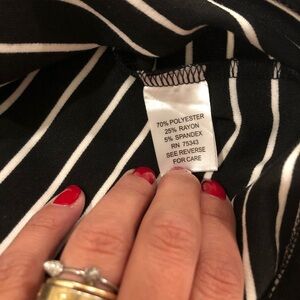 70% POLYESTER
25% RAYON
5% SPANDEX
RN 75343
SEE REVERSE
FOR CARE